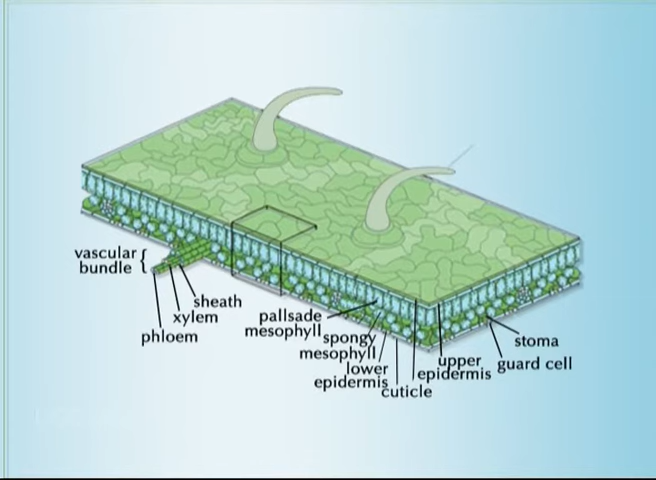 vascular
bundle
sheath
xylem
phloem
pallsade
mesophyll
spongy
mesophyll
lower
epidermis
cuticle
upper
epidermis
stoma
guard cell